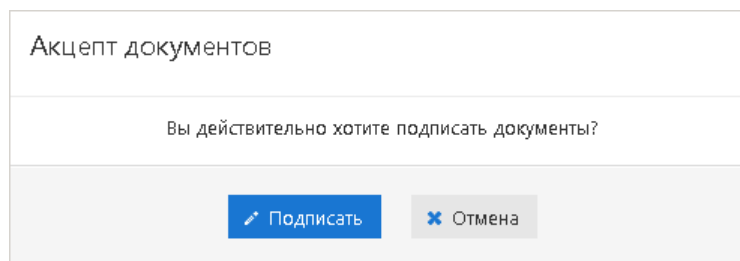 Акцепт документов
Вы действительно хотите подписать документы?
Подписать Отмена